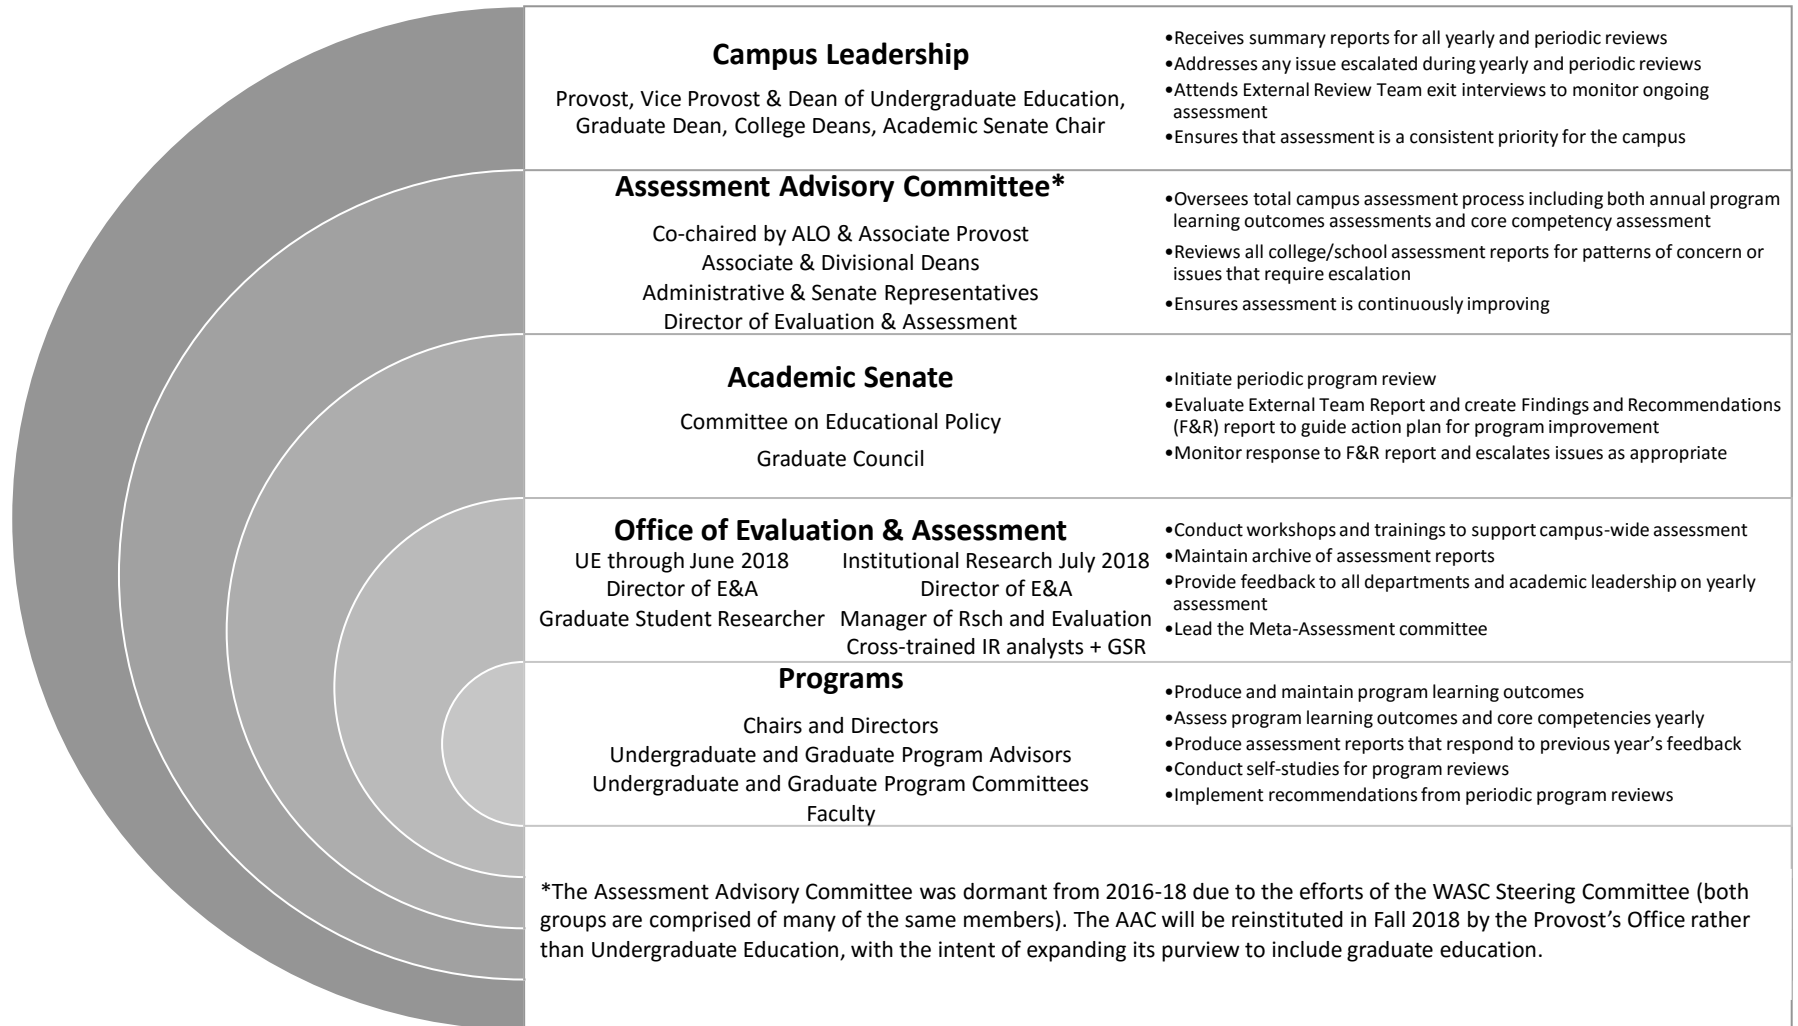 Campus Leadership
Provost, Vice Provost & Dean of Undergraduate Education,
Graduate Dean, College Deans, Academic Senate Chair
•Receives summary reports for all yearly and periodic reviews
•Addresses any issue escalated during yearly and periodic reviews
•Attends External Review Team exit interviews to monitor ongoing
assessment
•Ensures that assessment is a consistent priority for the campus
Assessment Advisory Committee*
Co-chaired by ALO & Associate Provost
Associate & Divisional Deans
Administrative & Senate Representatives
Director of Evaluation & Assessment
•Oversees total campus assessment process including both annual program
learning outcomes assessments and core competency assessment
•Reviews all college/school assessment reports for patterns of concern or
issues that require escalation
•Ensures assessment is continuously improving
Academic Senate
Committee on Educational Policy
Graduate Council
•Initiate periodic program review
•Evaluate External Team Report and create Findings and Recommendations
(F&R) report to guide action plan for program improvement
•Monitor response to F&R report and escalates issues as appropriate
Office of Evaluation & Assessment
UE through June 2018
Director of E&A
Graduate Student Researcher
Institutional Research July 2018
Director of E&A
Manager of Rsch and Evaluation
Cross-trained IR analysts + GSR
•Conduct workshops and trainings to support campus-wide assessment
•Maintain archive of assessment reports
•Provide feedback to all departments and academic leadership on yearly
assessment
•Lead the Meta-Assessment committee
Programs
Chairs and Directors
Undergraduate and Graduate Program Advisors
Undergraduate and Graduate Program Committees
Faculty
•Produce and maintain program learning outcomes
•Assess program learning outcomes and core competencies yearly
•Produce assessment reports that respond to previous year’s feedback
•Conduct self-studies for program reviews
•Implement recommendations from periodic program reviews
*The Assessment Advisory Committee was dormant from 2016-18 due to the efforts of the WASC Steering Committee (both
groups are comprised of many of the same members). The AAC will be reinstituted in Fall 2018 by the Provost’s Office rather
than Undergraduate Education, with the intent of expanding its purview to include graduate education.